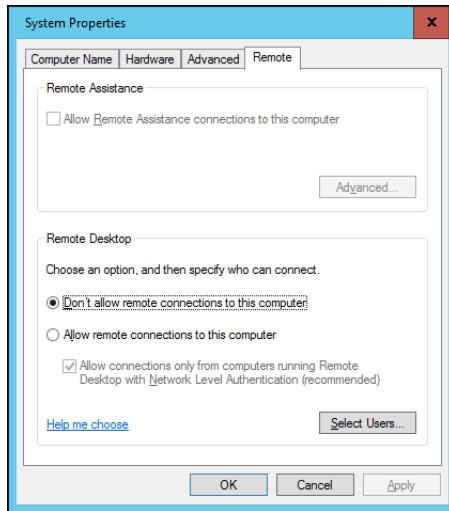 System Properties
x
Computer Name Hardware Advanced Remote
Remote Assistance
Allow Remote Assistance connections to this computer
Advanced...
Remote Desktop
Choose an option, and then specify who can connect.
Don't allow remote connections to this computer
Allow remote connections to this computer
Allow connections only from computers running Remote
Desktop with Network Level Authentication (recommended)
Help me choose
Select Users...
OK Cancel Apply